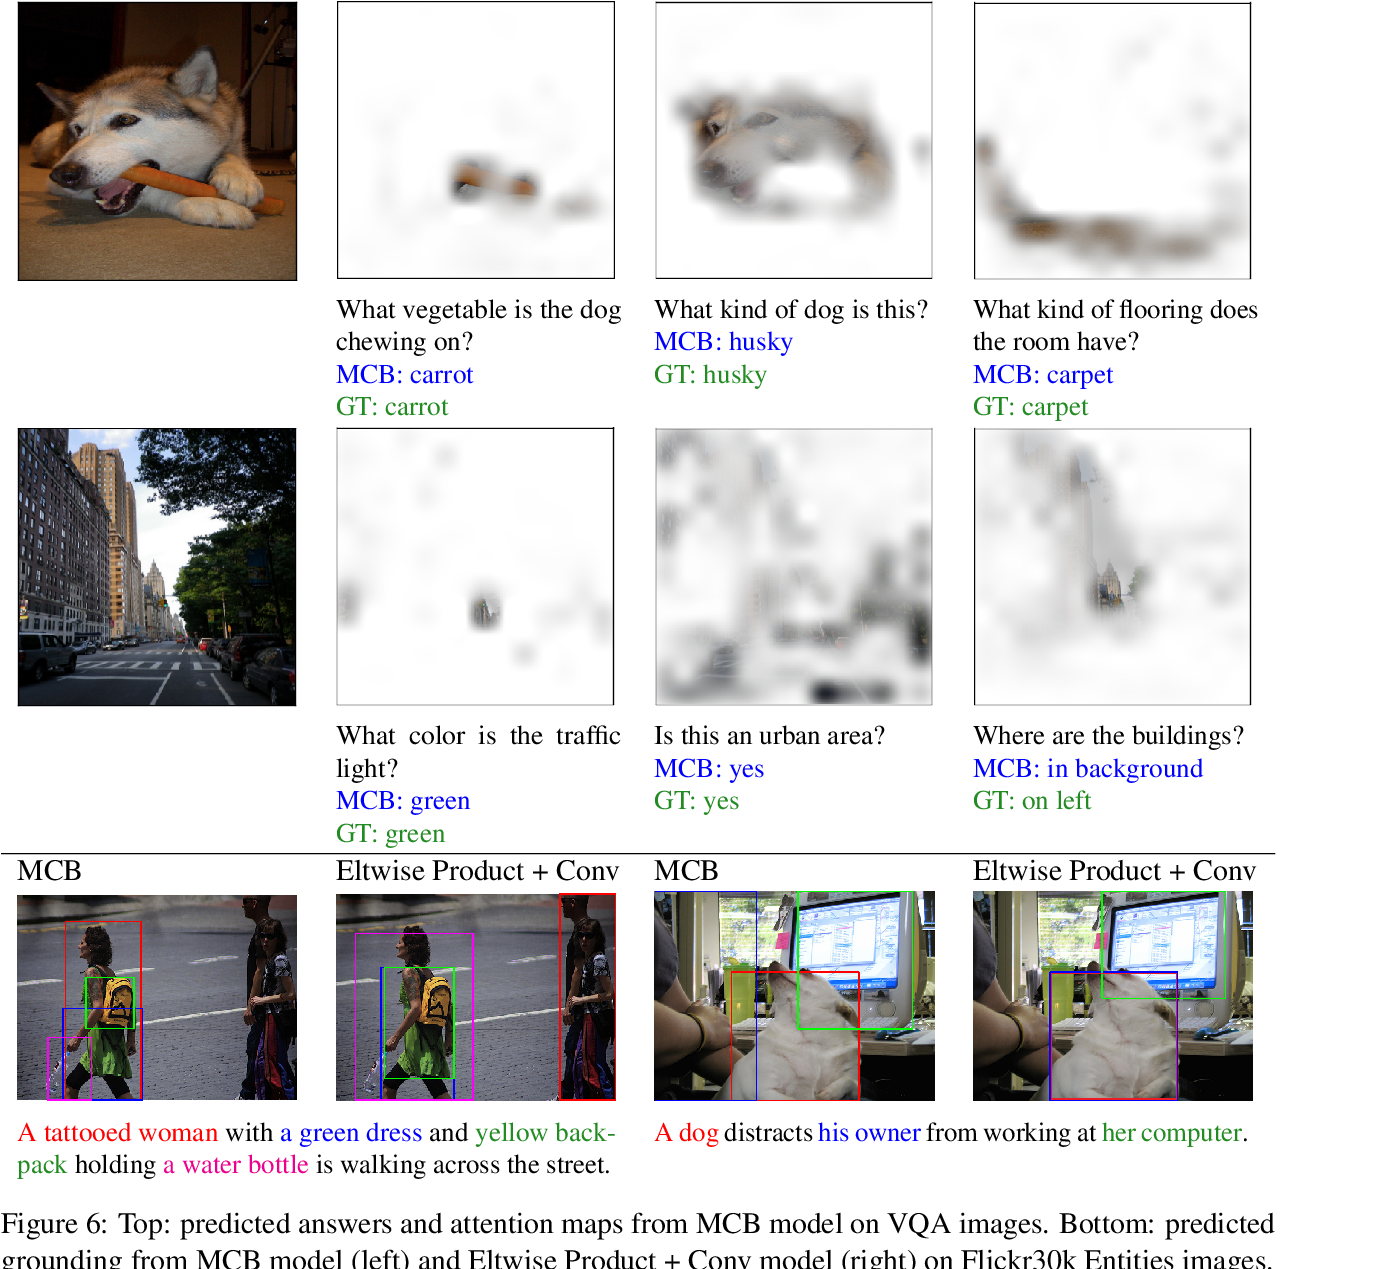 What vegetable is the dog
chewing on?
MCB: carrot
GT: carrot
What kind of dog is this?
MCB: husky
GT: husky
What kind of flooring does
the room have?
MCB: carpet
GT: carpet
What color is the traffic
light?
MCB: green
GT: green
Is this an urban area?
MCB: yes
GT: yes
Where are the buildings?
MCB: in background
GT: on left
MCB
Eltwise Product + Conv
MCB
Eltwise Product + Conv
A tattooed woman with a green dress and yellow back-
pack holding a water bottle is walking across the street.
A dog distracts his owner from working at her computer.
Figure 6: Top: predicted answers and attention maps from MCB model on VQA images. Bottom: predicted
grounding from MCB model (left) and Eltwise Product + Conv model (right) on Flickr30k Entities images.